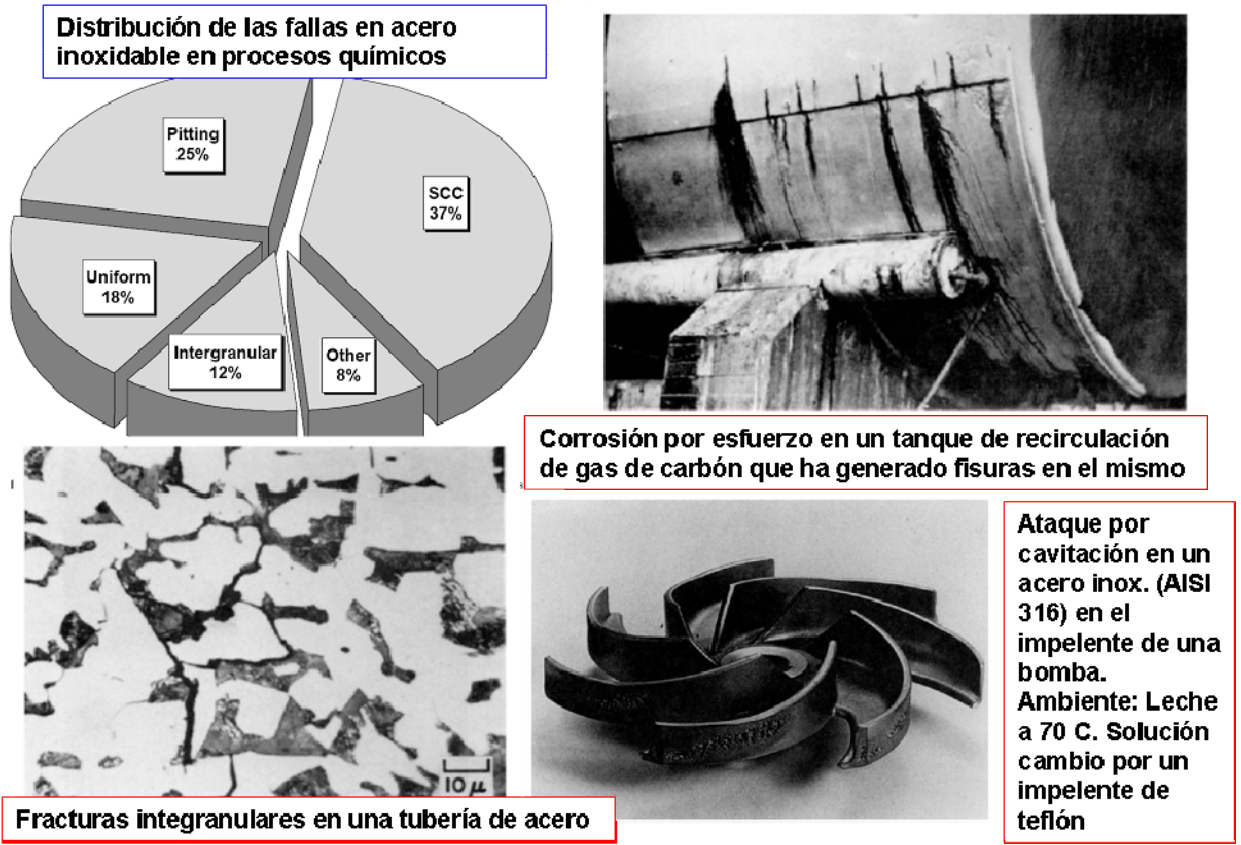 Distribución de las fallas en acero
inoxidable en procesos químicos
Pitting
25%
SCC
37%
Uniform
18%
Intergranular
12%
Other
8%
Corrosión por esfuerzo en un tanque de recirculación
de gas de carbón que ha generado fisuras en el mismo
10 μ
Fracturas integranulares en una tubería de acero
Ataque por
cavitación en un
acero inox. (AISI
316) en el
impelente de una
bomba.
Ambiente: Leche
a 70 C. Solución
cambio por un
impelente de
teflón